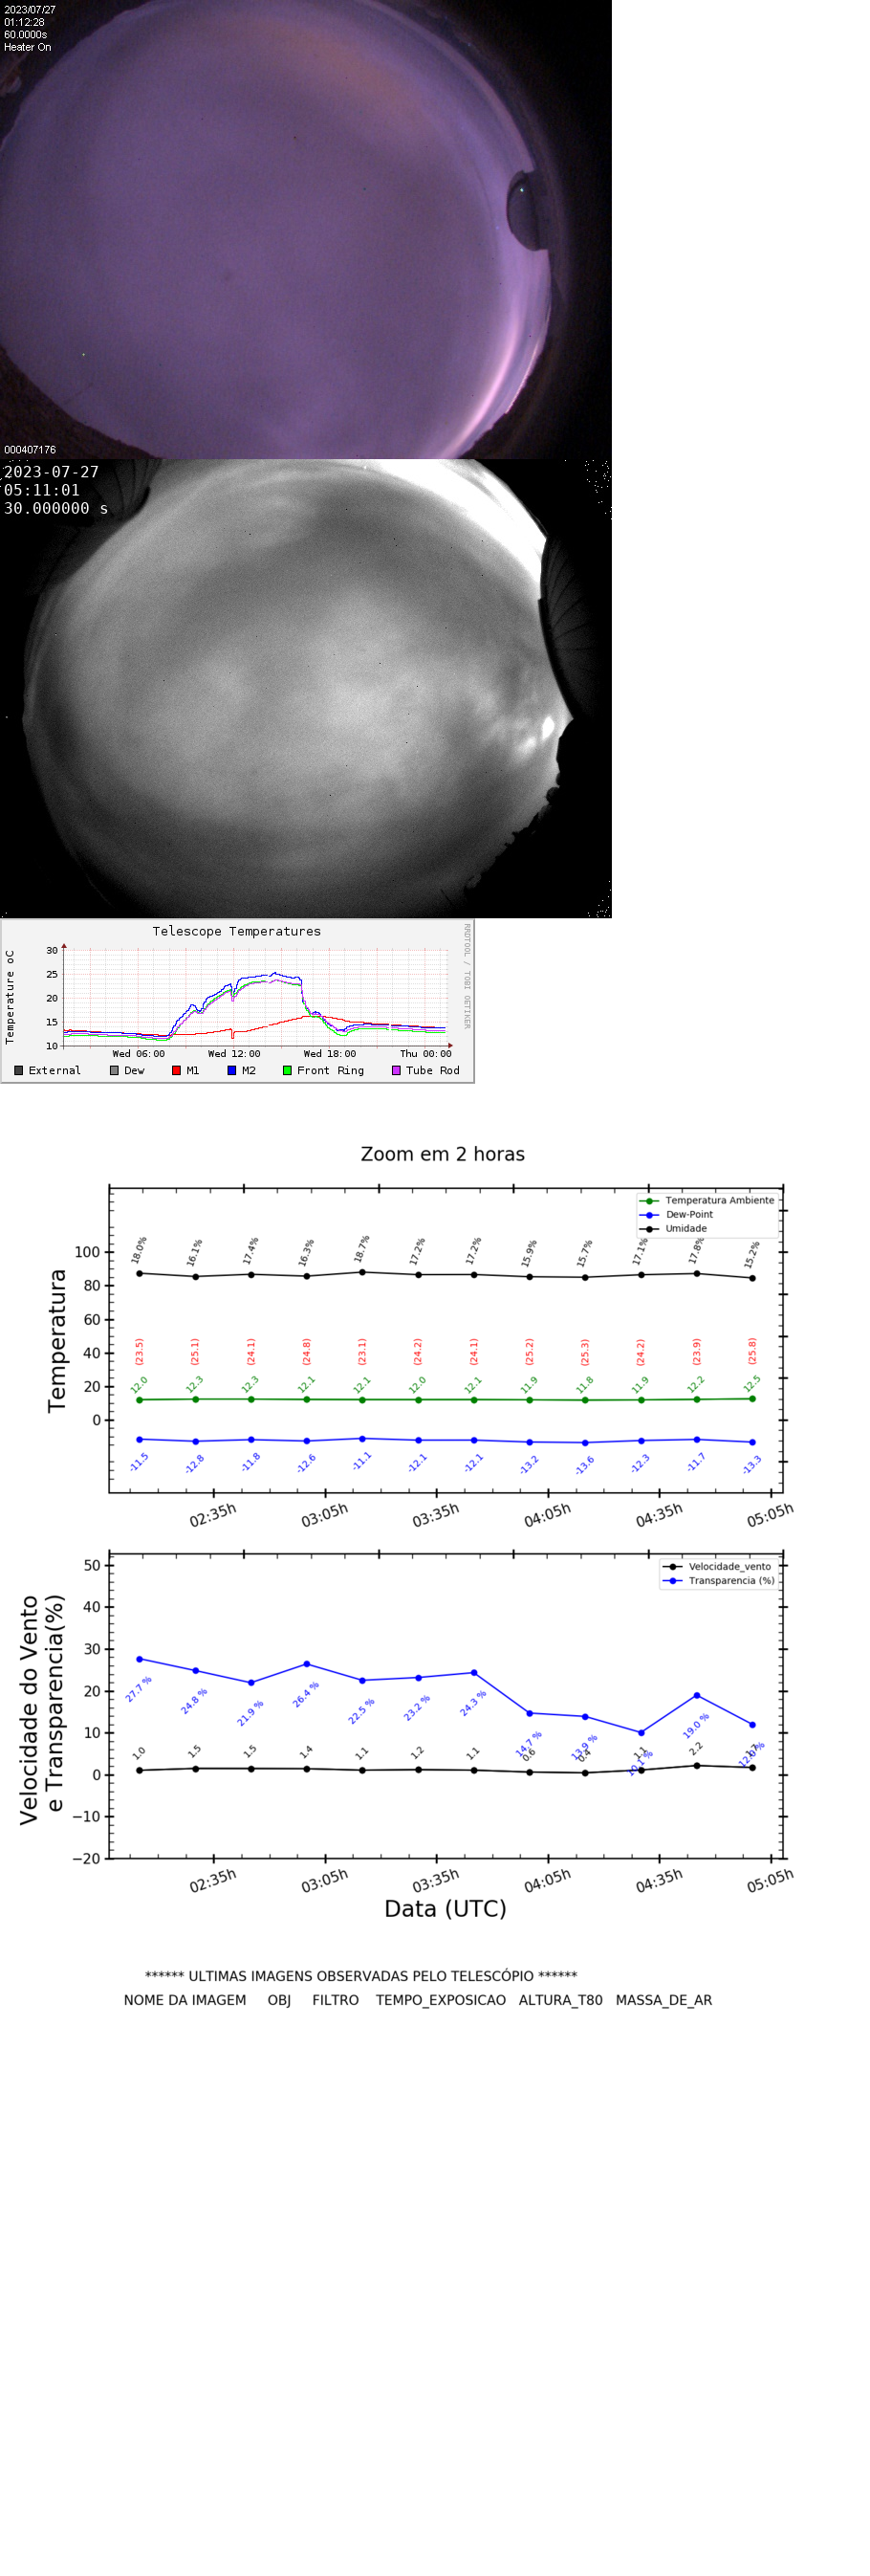 2023/07/27
01:12:28
60.0000s
Heater On
000407176
2023-07-27
05:11:01
30.000000 s
Telescope Temperatures
Temperature oC
RRDTOOL / TOBI OETIKER
30
25
20
15
10
Wed 06:00 Wed 12:00 Wed 18:00 Thu 00:00
External Dew M1 M2 Front Ring Tube Rod
Zoom em 2 horas
Temperatura
Temperatura Ambiente
Dew-Point
Umidade
100
80
60
40
20
0
18.0% 16.1% 17.4% 16.3% 18.7% 17.2% 17.2% 15.9% 15.7% 17.1% 17.8% 15.2%
(23.5) (25.1) (24.1) (24.8) (23.1) (24.2) (24.1) (25.2) (25.3) (24.2) (23.9) (25.8)
12.0 12.3 12.3 12.1 12.1 12.0 12.1 11.9 11.8 11.9 12.2 12.5
-11.5 -12.8 -11.8 -12.6 -11.1 -12.1 -12.1 -13.2 -13.6 -12.3 -11.7 -13.3
02:35h 03:05h 03:35h 04:05h 04:35h 05:05h
Velocidade do Vento
e Transparencia(%)
Velocidade_vento
Transparencia (%)
50
40
30
20
10
0
−10
−20
27.7 % 24.8 % 21.9 % 26.4 % 22.5 % 23.2 % 24.3 % 14.7 % 13.9 % 10.1 % 19.0 %
1.0 1.5 1.5 1.4 1.1 1.2 1.1 0.6 0.4 1.1 2.2
02:35h 03:05h 03:35h 04:05h 04:35h 05:05h
Data (UTC)
****** ULTIMAS IMAGENS OBSERVADAS PELO TELESCÓPIO ******
NOME DA IMAGEM OBJ FILTRO TEMPO_EXPOSICAO ALTURA_T80 MASSA_DE_AR